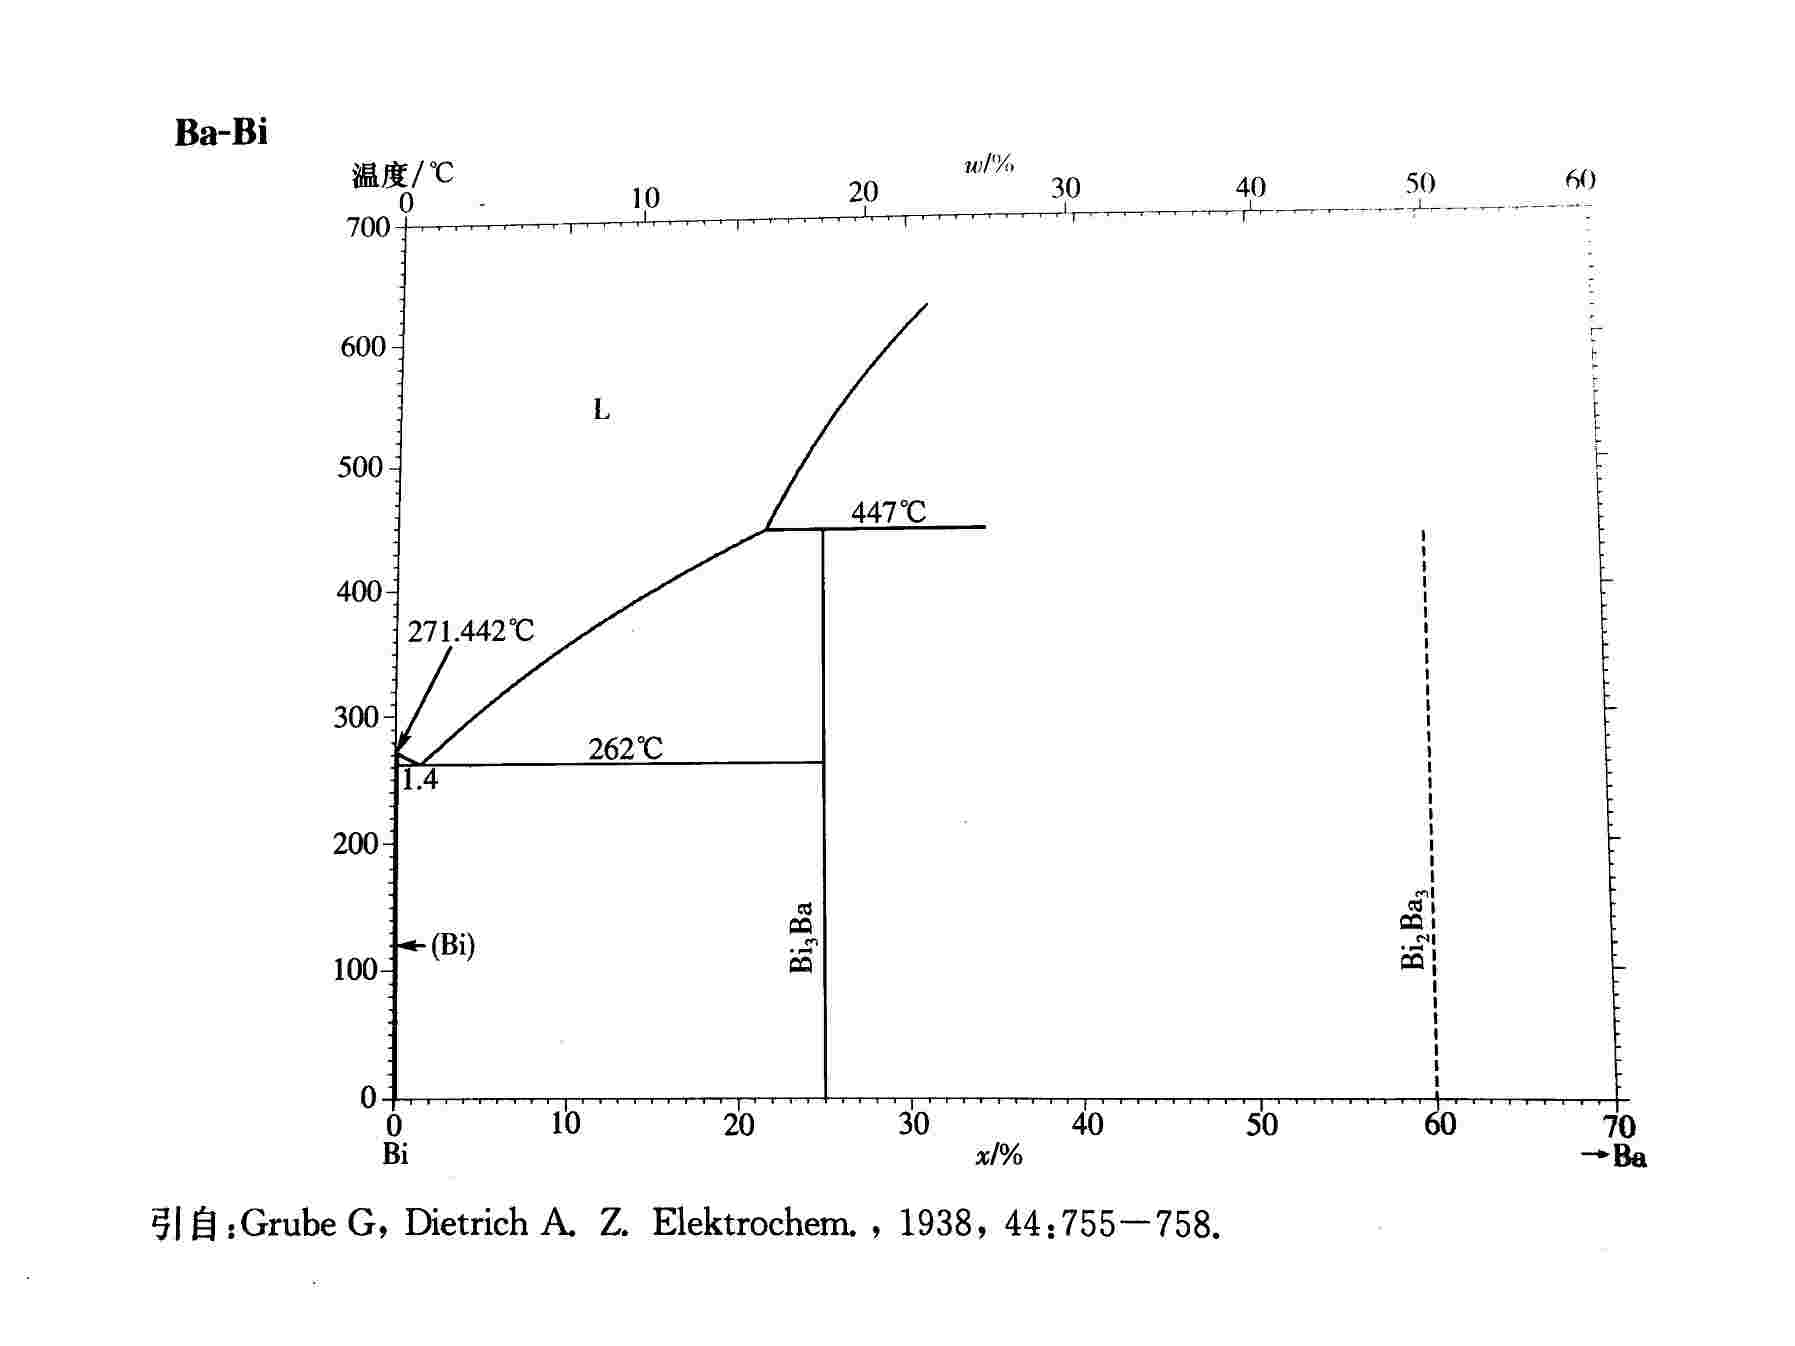 Ba-Bi
温度/℃
w/%
0 10 20 30 40 50 60
700
600
L
500
447℃
400
271.442℃
300
262℃
1.4
200
Bi₃Ba
Bi₂Ba₃
(Bi)
100
0
0 10 20 30 40 50 60 70
Bi x/% →Ba
引自:Grube G, Dietrich A. Z. Elektrochem. , 1938, 44:755－758.